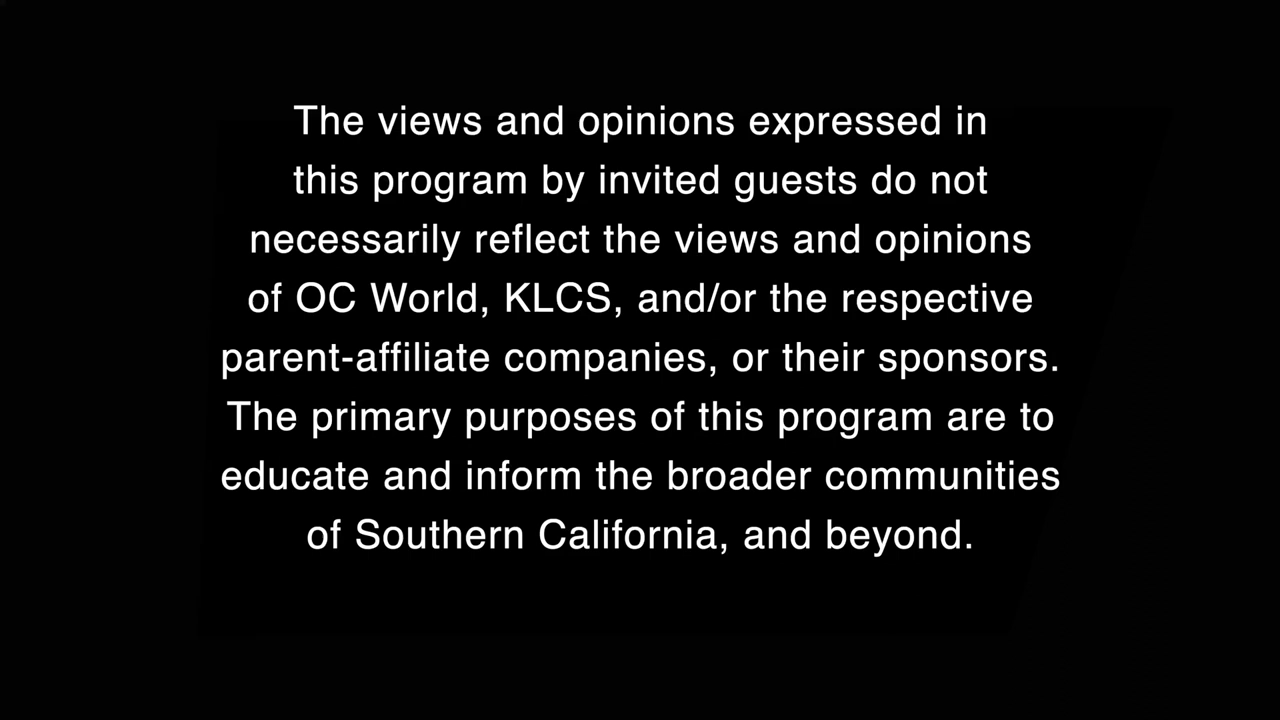 The views and opinions expressed in
this program by invited guests do not
necessarily reflect the views and opinions
of OC World, KLCS, and/or the respective
parent-affiliate companies, or their sponsors.
The primary purposes of this program are to
educate and inform the broader communities
of Southern California, and beyond.